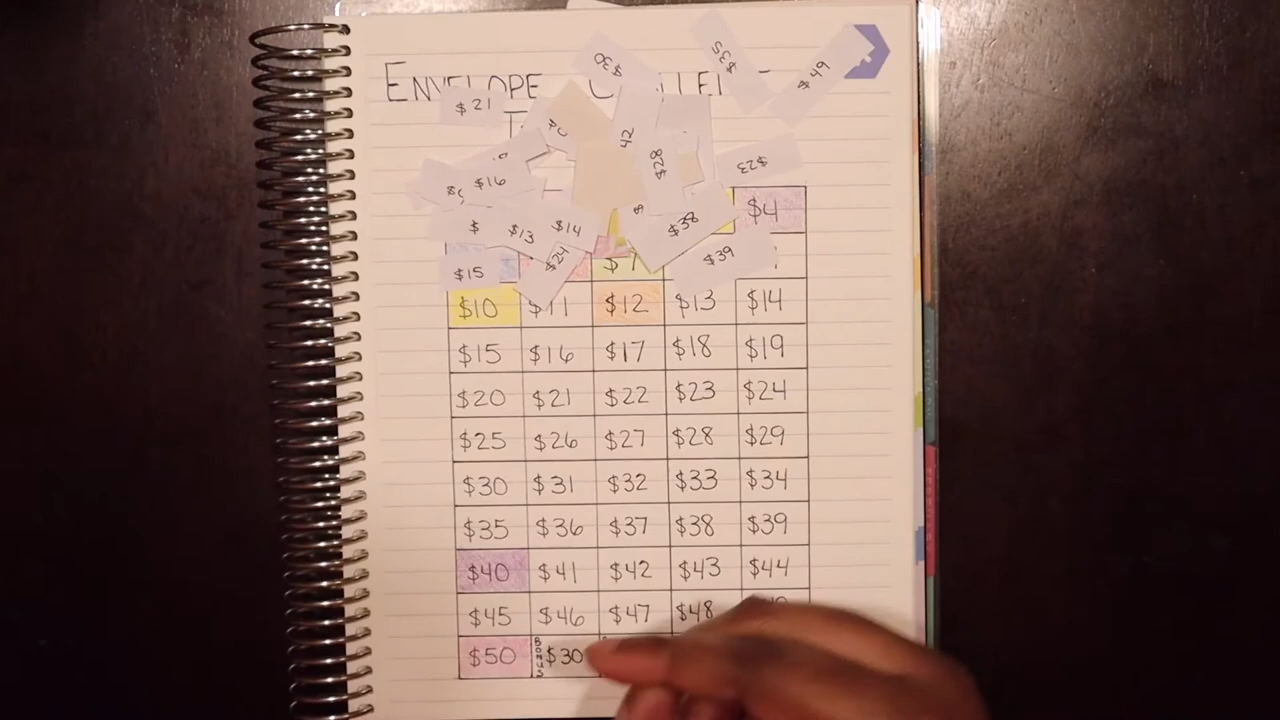 $30 $35 $49
ENVELOPE
$21
42
$28 $23
$16
$13 $14 $38 $4
$24 $39
$15
$10 $11 $12 $13 $14
$15 $16 $17 $18 $19
$20 $21 $22 $23 $24
$25 $26 $27 $28 $29
$30 $31 $32 $33 $34
$35 $36 $37 $38 $39
$40 $41 $42 $43 $44
$45 $46 $47 $48
$50 BONUS $30